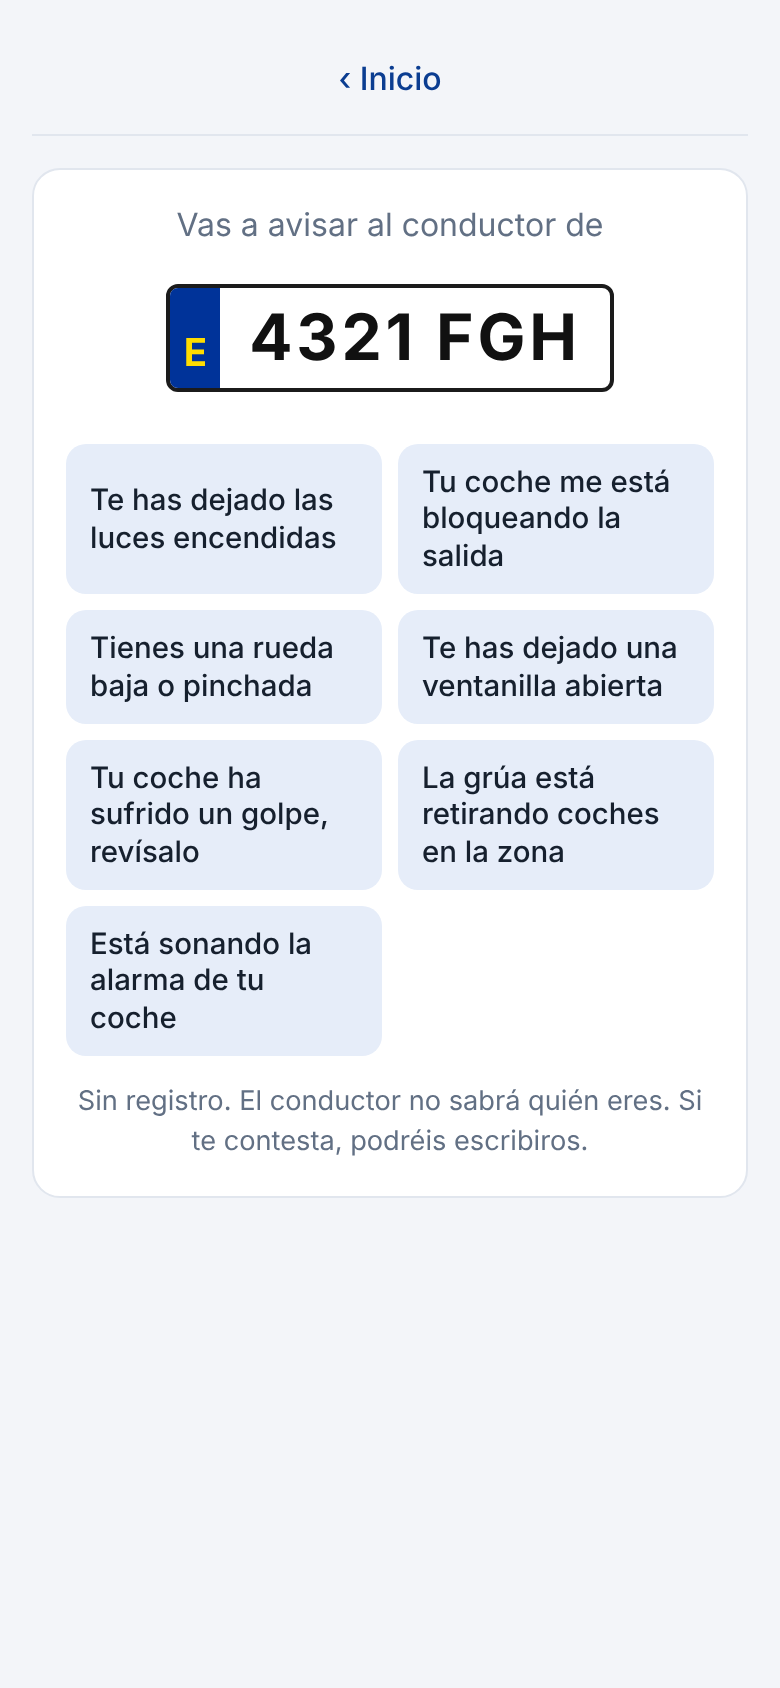 ‹ Inicio
Vas a avisar al conductor de
E 4321 FGH
Te has dejado las
luces encendidas
Tu coche me está
bloqueando la
salida
Tienes una rueda
baja o pinchada
Te has dejado una
ventanilla abierta
Tu coche ha
sufrido un golpe,
revísalo
La grúa está
retirando coches
en la zona
Está sonando la
alarma de tu
coche
Sin registro. El conductor no sabrá quién eres. Si
te contesta, podréis escribiros.